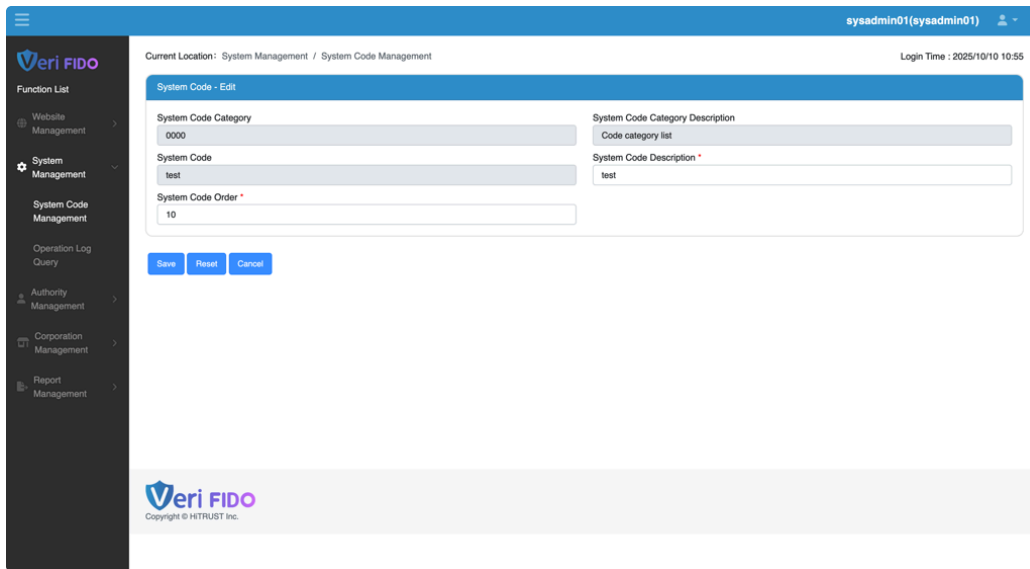 sysadmin01(sysadmin01)
Veri FIDO
Function List
Website
Management
System
Management
System Code
Management
Operation Log
Query
Authority
Management
Corporation
Management
Report
Management
Current Location: System Management / System Code Management
Login Time : 2025/10/10 10:55
System Code - Edit
System Code Category
0000
System Code Category Description
Code category list
System Code
test
System Code Description *
test
System Code Order *
10
Save
Reset
Cancel
Veri FIDO
Copyright © HiTRUST Inc.